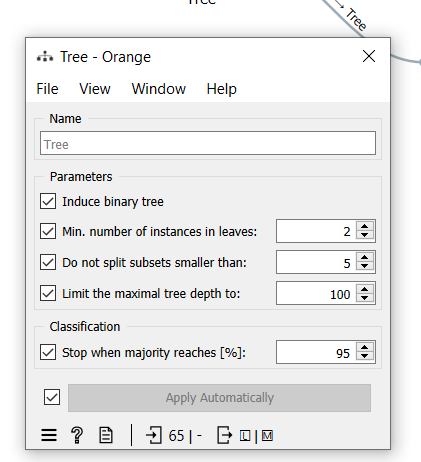 Tree
→ Tree
Tree - Orange
File View Window Help
Name
Tree
Parameters
Induce binary tree
Min. number of instances in leaves: 2
Do not split subsets smaller than: 5
Limit the maximal tree depth to: 100
Classification
Stop when majority reaches [%]: 95
Apply Automatically
? 65 | - L | M